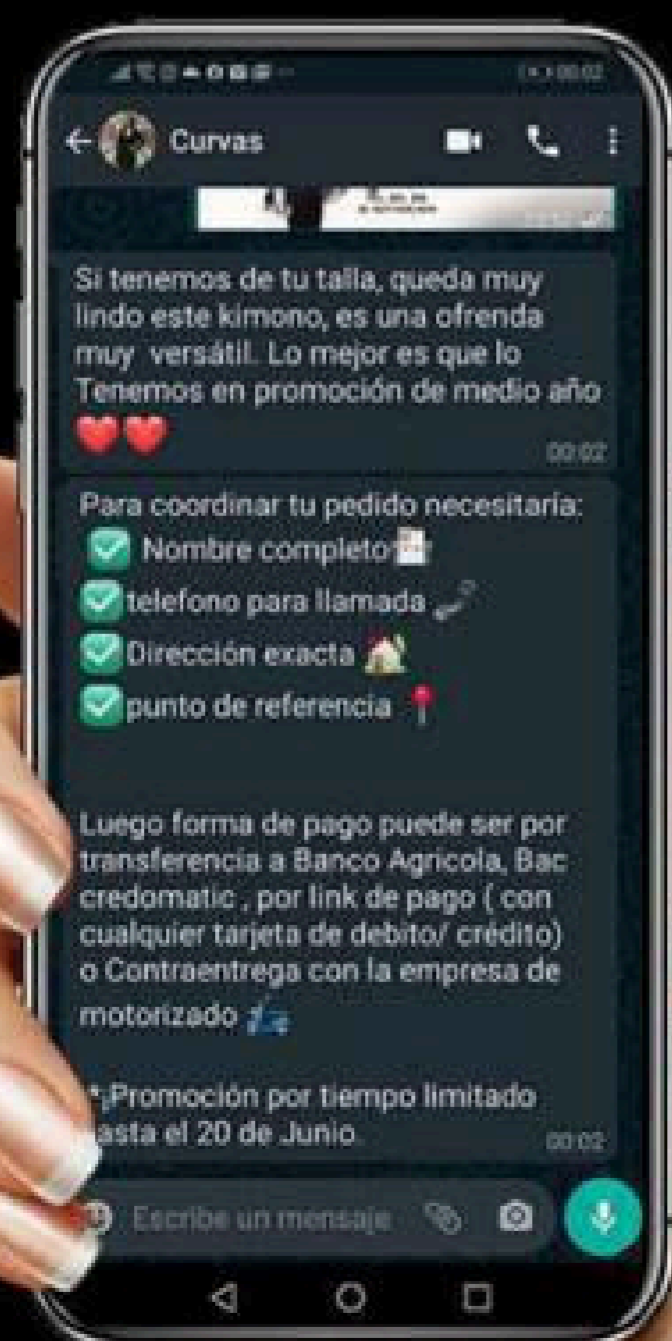 00:02
Curvas
Si tenemos de tu talla, queda muy
lindo este kimono, es una ofrenda
muy versátil. Lo mejor es que lo
Tenemos en promoción de medio año
❤️❤️
00:02
Para coordinar tu pedido necesitaria:
✅ Nombre completo
✅telefono para llamada
✅Dirección exacta 🏡
✅punto de referencia 📍
Luego forma de pago puede ser por
transferencia a Banco Agricola, Bac
credomatic , por link de pago ( con
cualquier tarjeta de debito/ crédito)
o Contraentrega con la empresa de
motorizado 🛵
*¡Promoción por tiempo limitado
asta el 20 de Junio.
00:02
Escribe un mensaje